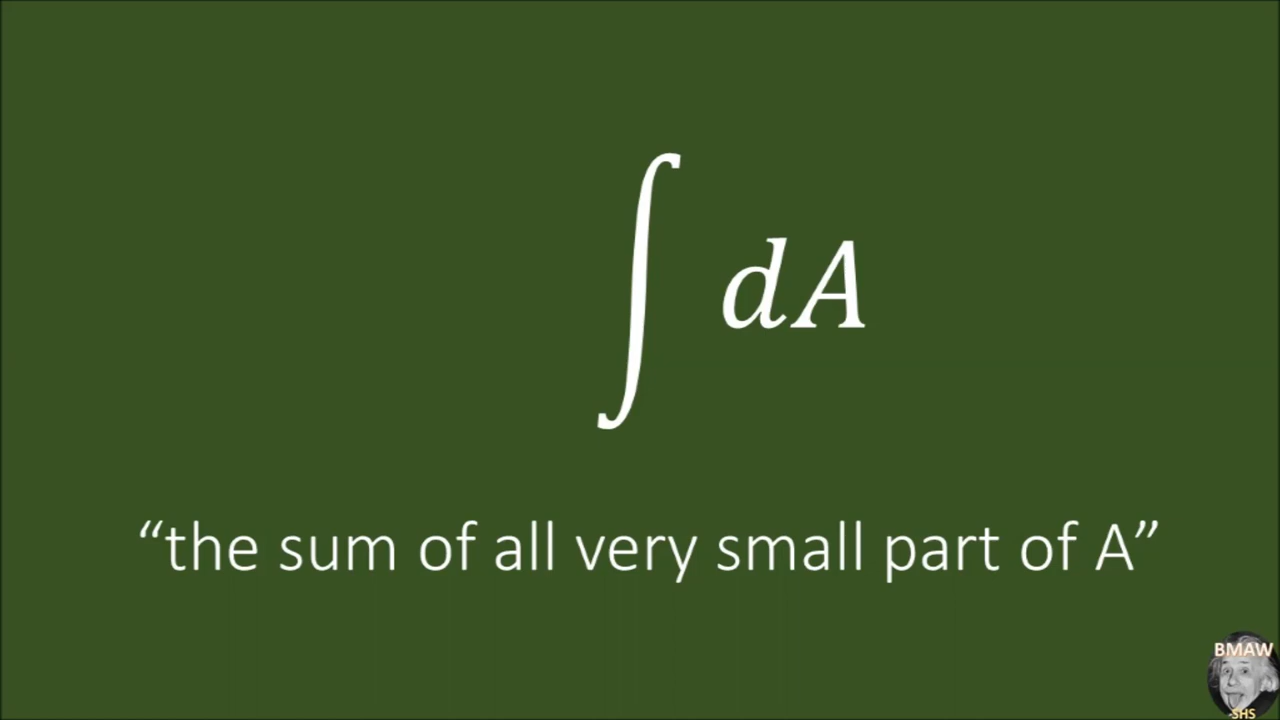 ∫ dA
“the sum of all very small part of A”
BMAW
SHS